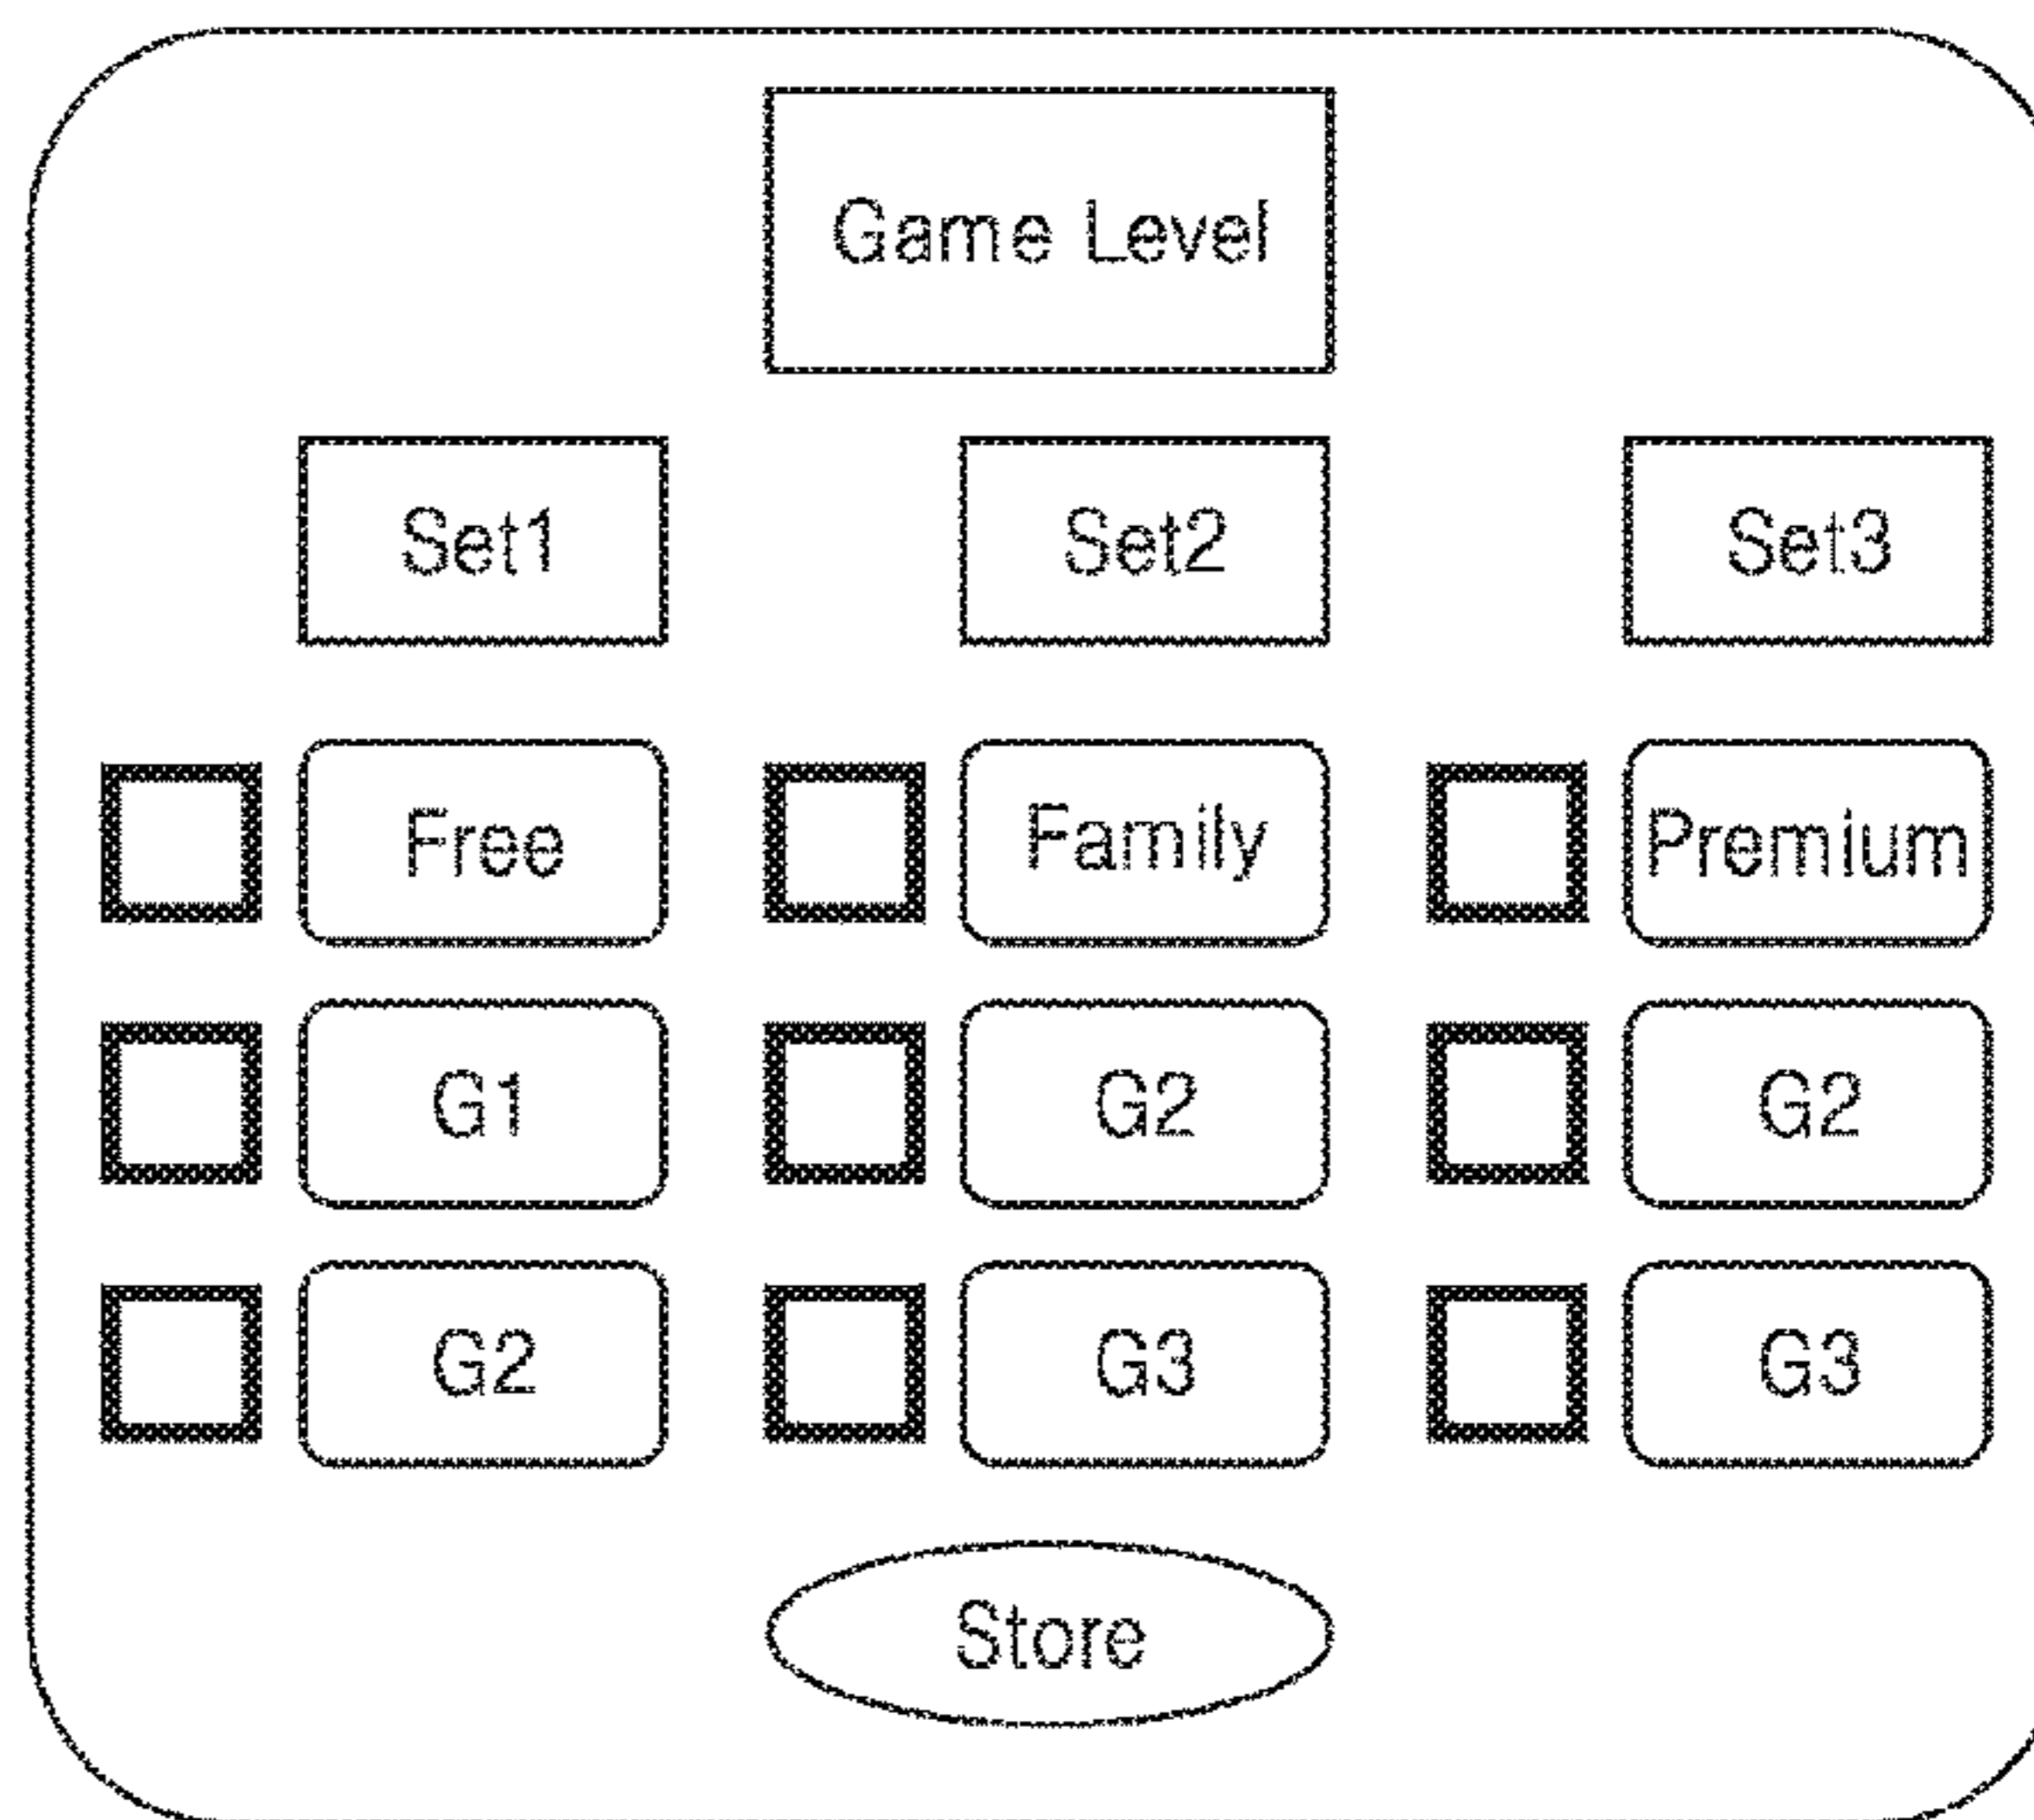 Game Level
Set1 Set2 Set3
Free Family Premium
G1 G2 G2
G2 G3 G3
Store